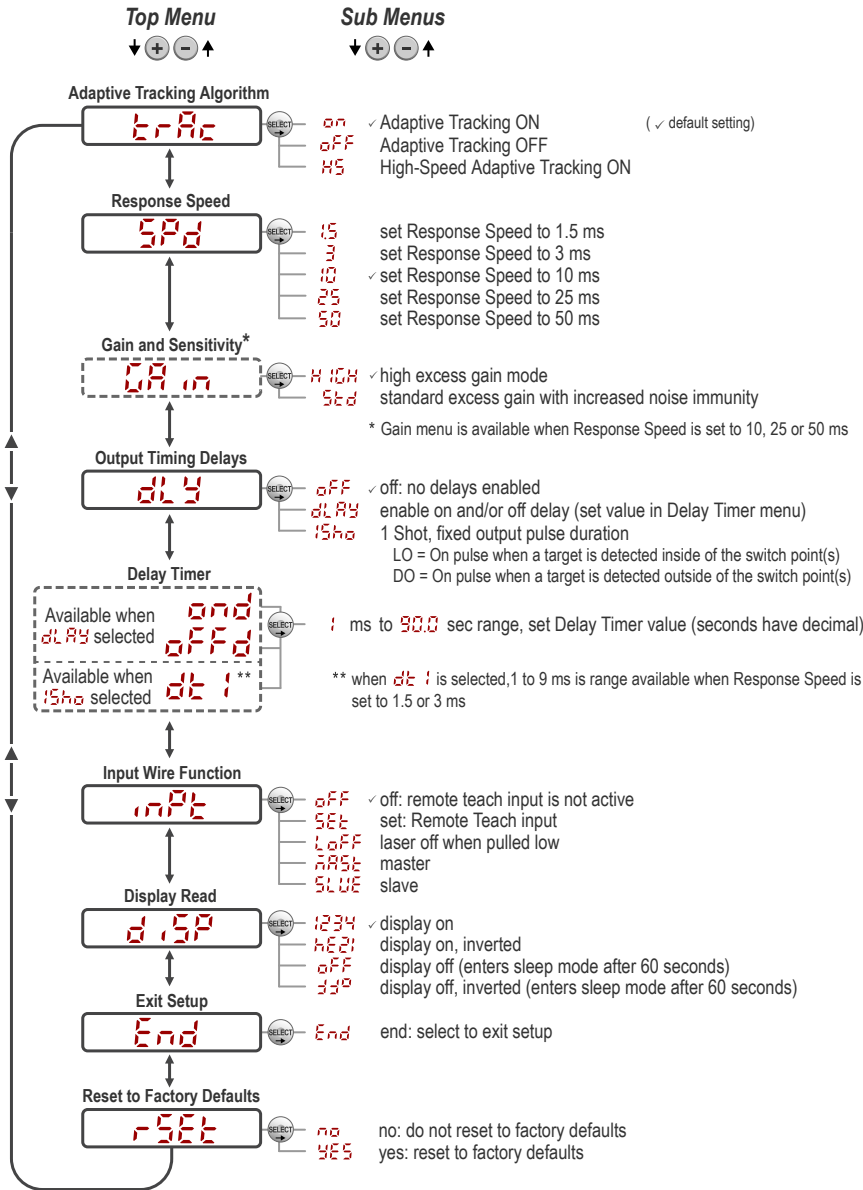 Top Menu Sub Menus
+ - + -
Adaptive Tracking Algorithm
trAc SELECT on ✓ Adaptive Tracking ON ( ✓ default setting)
oFF Adaptive Tracking OFF
HS High-Speed Adaptive Tracking ON
Response Speed
SPd SELECT 1.5 set Response Speed to 1.5 ms
3 set Response Speed to 3 ms
10 ✓ set Response Speed to 10 ms
25 set Response Speed to 25 ms
50 set Response Speed to 50 ms
Gain and Sensitivity*
GAin SELECT HIGH ✓ high excess gain mode
Std standard excess gain with increased noise immunity
* Gain menu is available when Response Speed is set to 10, 25 or 50 ms
Output Timing Delays
dLY SELECT oFF ✓ off: no delays enabled
dLAY enable on and/or off delay (set value in Delay Timer menu)
1Sho 1 Shot, fixed output pulse duration
LO = On pulse when a target is detected inside of the switch point(s)
DO = On pulse when a target is detected outside of the switch point(s)
Delay Timer
Available when dLAY selected ond oFFd SELECT 1 ms to 90.0 sec range, set Delay Timer value (seconds have decimal)
Available when 1Sho selected dt 1**
** when dt 1 is selected,1 to 9 ms is range available when Response Speed is
set to 1.5 or 3 ms
Input Wire Function
inPt SELECT oFF ✓ off: remote teach input is not active
SEt set: Remote Teach input
LoFF laser off when pulled low
mASt master
SLVE slave
Display Read
diSP SELECT 1234 ✓ display on
hEZ1 display on, inverted
oFF display off (enters sleep mode after 60 seconds)
display off, inverted (enters sleep mode after 60 seconds)
Exit Setup
End SELECT End end: select to exit setup
Reset to Factory Defaults
rSEt SELECT no no: do not reset to factory defaults
YES yes: reset to factory defaults